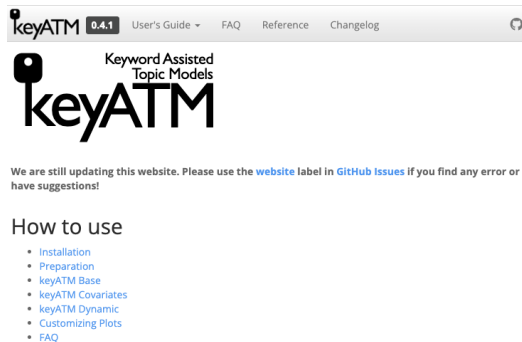 keyATM 0.4.1 User's Guide FAQ Reference Changelog
Keyword Assisted
Topic Models
keyATM
We are still updating this website. Please use the website label in GitHub Issues if you find any error or
have suggestions!
How to use
Installation
Preparation
keyATM Base
keyATM Covariates
keyATM Dynamic
Customizing Plots
FAQ